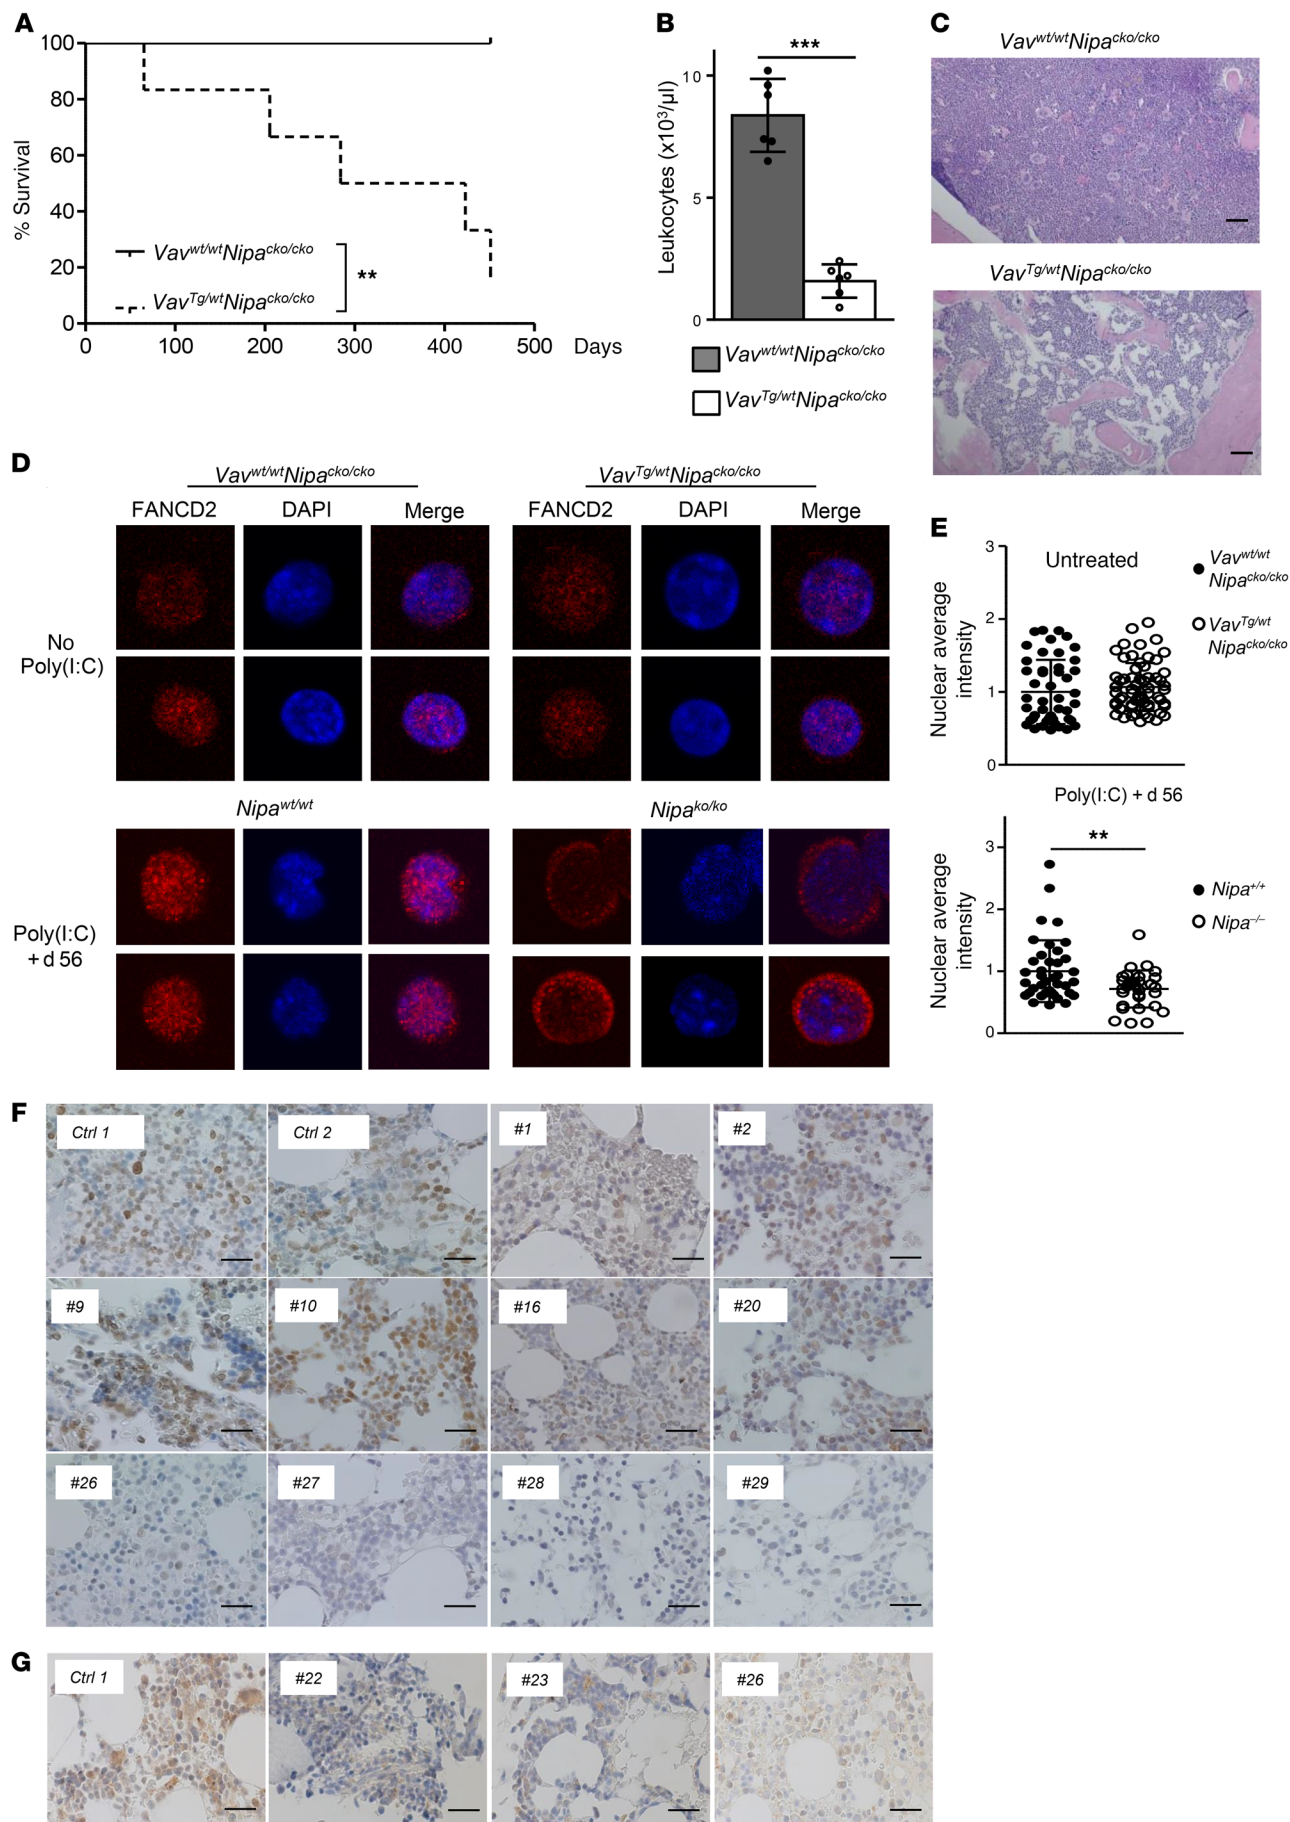 A
% Survival
100
80
60
40
20
0
0 100 200 300 400 500 Days
Vavwt/wtNipacko/cko
VavTg/wtNipacko/cko
**
B
Leukocytes (x10³/µl)
10
5
0
***
Vavwt/wtNipacko/cko
VavTg/wtNipacko/cko
C
Vavwt/wtNipacko/cko
VavTg/wtNipacko/cko
D
Vavwt/wtNipacko/cko VavTg/wtNipacko/cko
FANCD2 DAPI Merge FANCD2 DAPI Merge
No
Poly(I:C)
Nipawt/wt Nipako/ko
Poly(I:C)
+ d 56
E
Nuclear average
intensity
3
2
1
0
Untreated
Vavwt/wt
Nipacko/cko
VavTg/wt
Nipacko/cko
Poly(I:C) + d 56
Nuclear average
intensity
3
2
1
0
**
Nipa+/+
Nipa–/–
F
Ctrl 1 Ctrl 2 #1 #2
#9 #10 #16 #20
#26 #27 #28 #29
G
Ctrl 1 #22 #23 #26